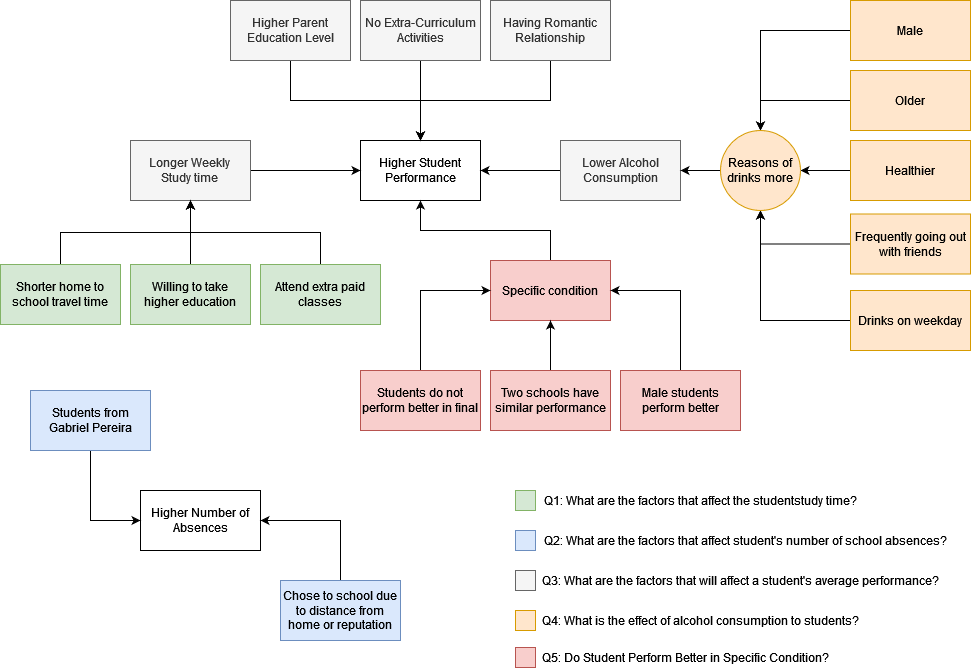 Higher Parent
Education Level
No Extra-Curriculum
Activities
Having Romantic
Relationship
Male
Older
Longer Weekly
Study time
Higher Student
Performance
Lower Alcohol
Consumption
Reasons of
drinks more
Healthier
Frequently going out
with friends
Shorter home to
school travel time
Willing to take
higher education
Attend extra paid
classes
Specific condition
Drinks on weekday
Students do not
perform better in final
Two schools have
similar performance
Male students
perform better
Students from
Gabriel Pereira
Higher Number of
Absences
Chose to school due
to distance from
home or reputation
Q1: What are the factors that affect the studentstudy time?
Q2: What are the factors that affect student's number of school absences?
Q3: What are the factors that will affect a student's average performance?
Q4: What is the effect of alcohol consumption to students?
Q5: Do Student Perform Better in Specific Condition?